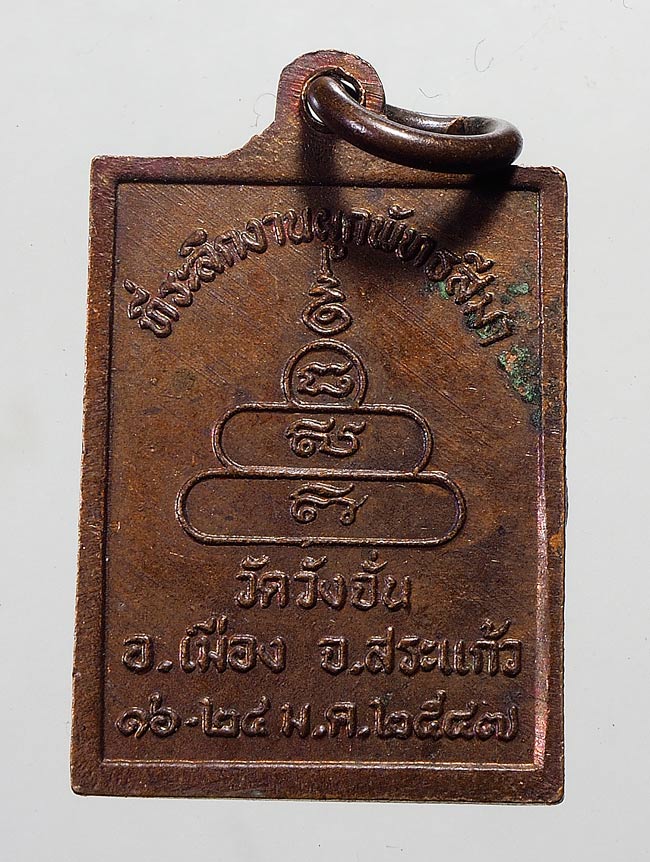 ที่ระลึกงานผูกพัทธสีมา
วัดวังจั่น
อ.เมือง จ.สระแก้ว
๑๖-๒๔ ม.ค.๒๕๔๗